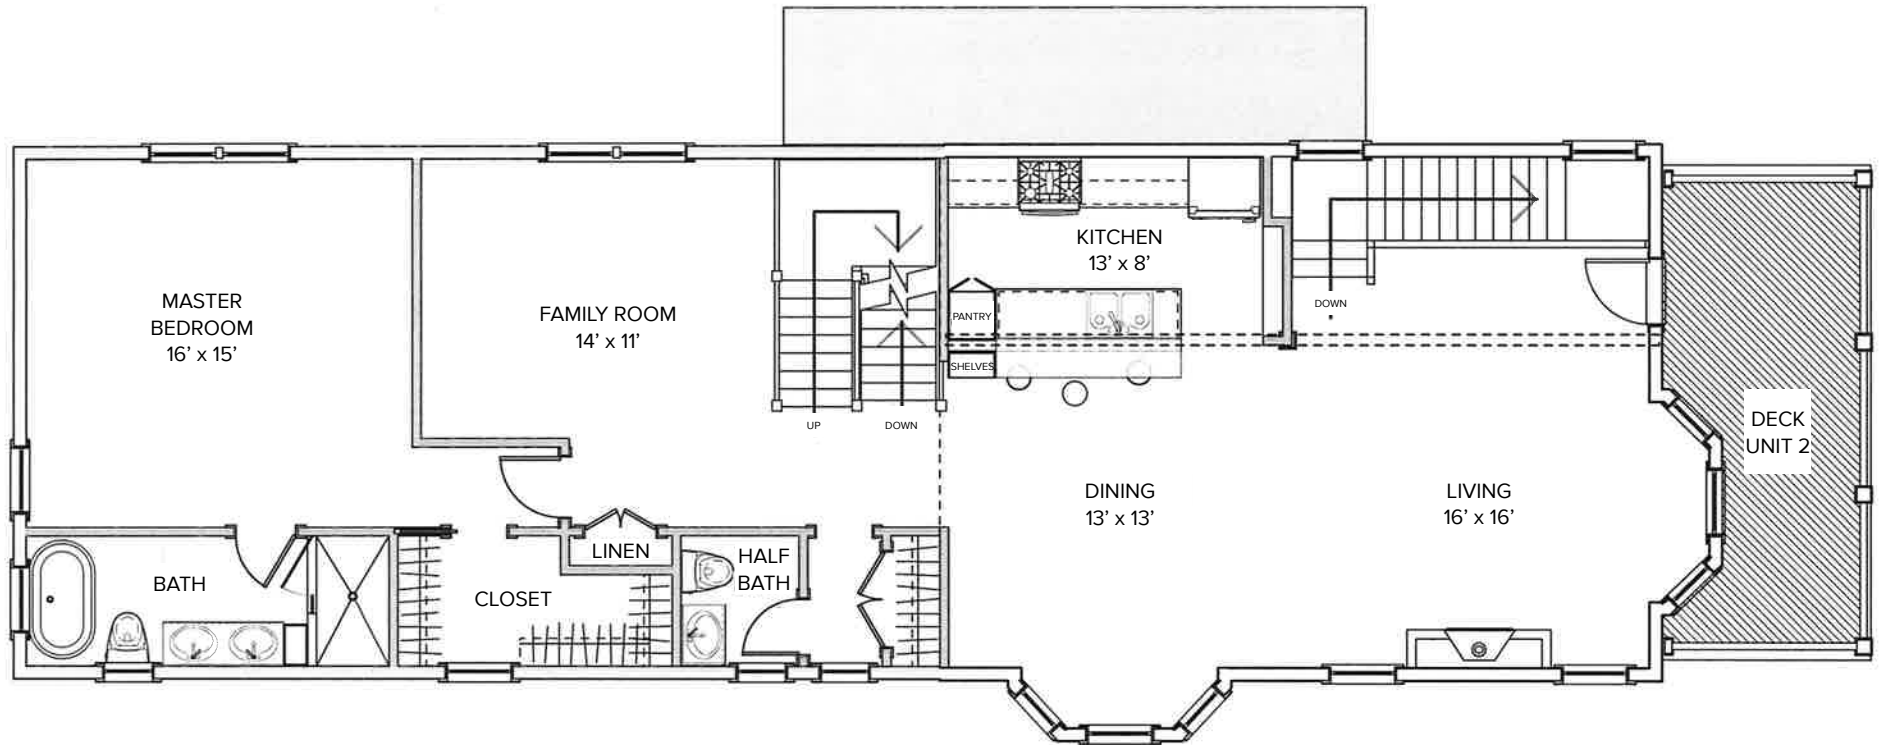 MASTER
BEDROOM
16’ x 15’
FAMILY ROOM
14’ x 11’
UP
DOWN
KITCHEN
13’ x 8’
PANTRY
SHELVES
DOWN
DINING
13’ x 13’
LIVING
16’ x 16’
DECK
UNIT 2
BATH
CLOSET
LINEN
HALF
BATH